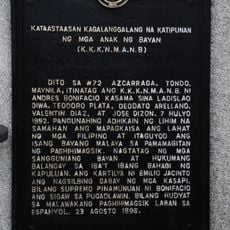 KATAASTAASAN KAGALANGGALANG NA KATIPUNAN
NG MGA ANAK NG BAYAN
(K.K.K.N.M.A.N.B)
DITO SA #72 AZCARRAGA, TONDO,
MAYNILA, ITINATAG ANG K.K.K.N.M.A.N.B. NI
ANDRES BONIFACIO KASAMA SINA LADISLAO
DIWA, TEODORO PLATA, DEODATO ARELLANO,
VALENTIN DIAZ, AT JOSE DIZON, 7 HULYO
1892. PANGUNAHING ADHIKAIN NG LIHIM NA
SAMAHAN ANG MAPAGKAISA ANG LAHAT
NG MGA FILIPINO AT ITAGUYOD ANG
ISANG BAYANG MALAYA SA PAMAMAGITAN
NG PAGHIHIMAGSIK. NAGTATAG NG MGA
SANGGUNIANG BAYAN AT HUKUMANG
BALANGAY SA IBA'T IBANG BAHAGI NG
KAPULUAN. ANG KARTILYA NI EMILIO JACINTO
ANG NAGSILBING GABAY NG MGA KASAPI.
BILANG SUPREMO PINAMUNUAN NI BONIFACIO
ANG SIGAW SA PUGADLAWIN, BILANG HUDYAT
SA MALAWAKANG PAGHIHIMAGSIK LABAN SA
ESPANYOL, 23 AGOSTO 1896.